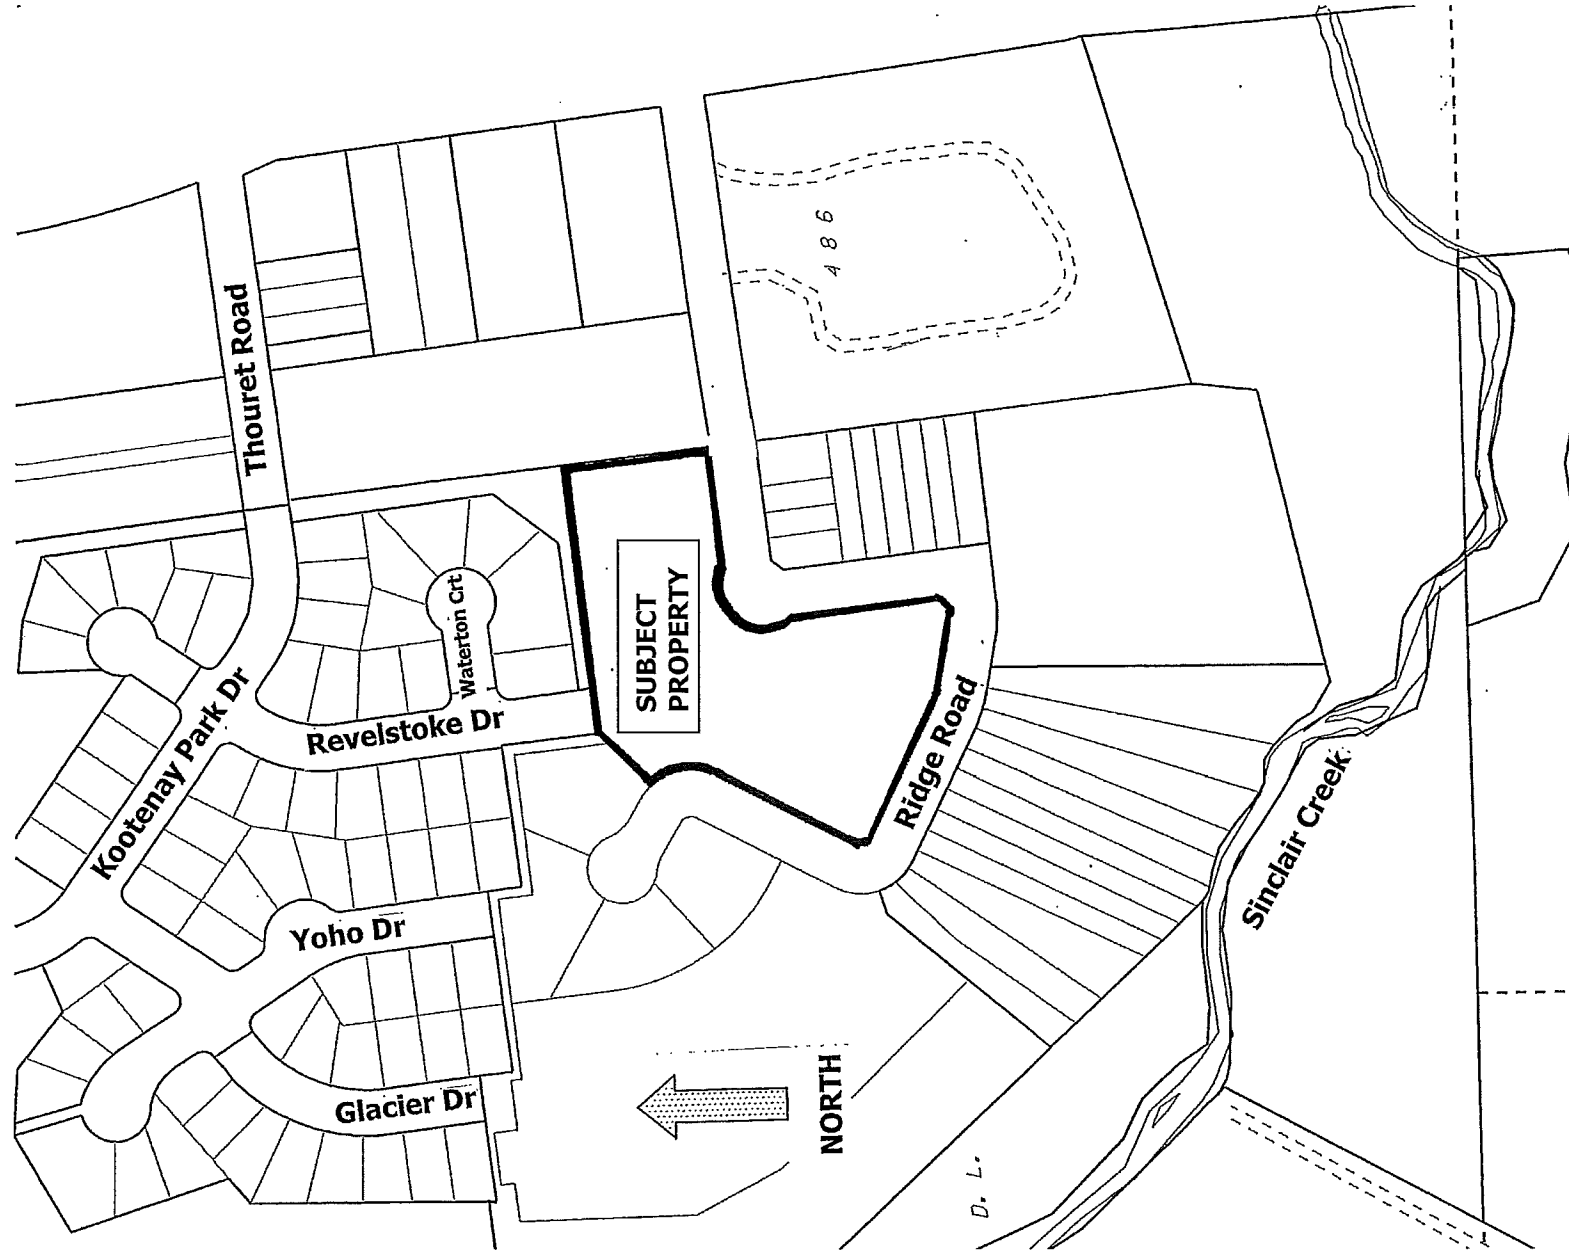 486
Thouret Road
SUBJECT
PROPERTY
Waterton Crt
Kootenay Park Dr
Revelstoke Dr
Ridge Road
Sinclair Creek
Yoho Dr
Glacier Dr
NORTH
D. L.